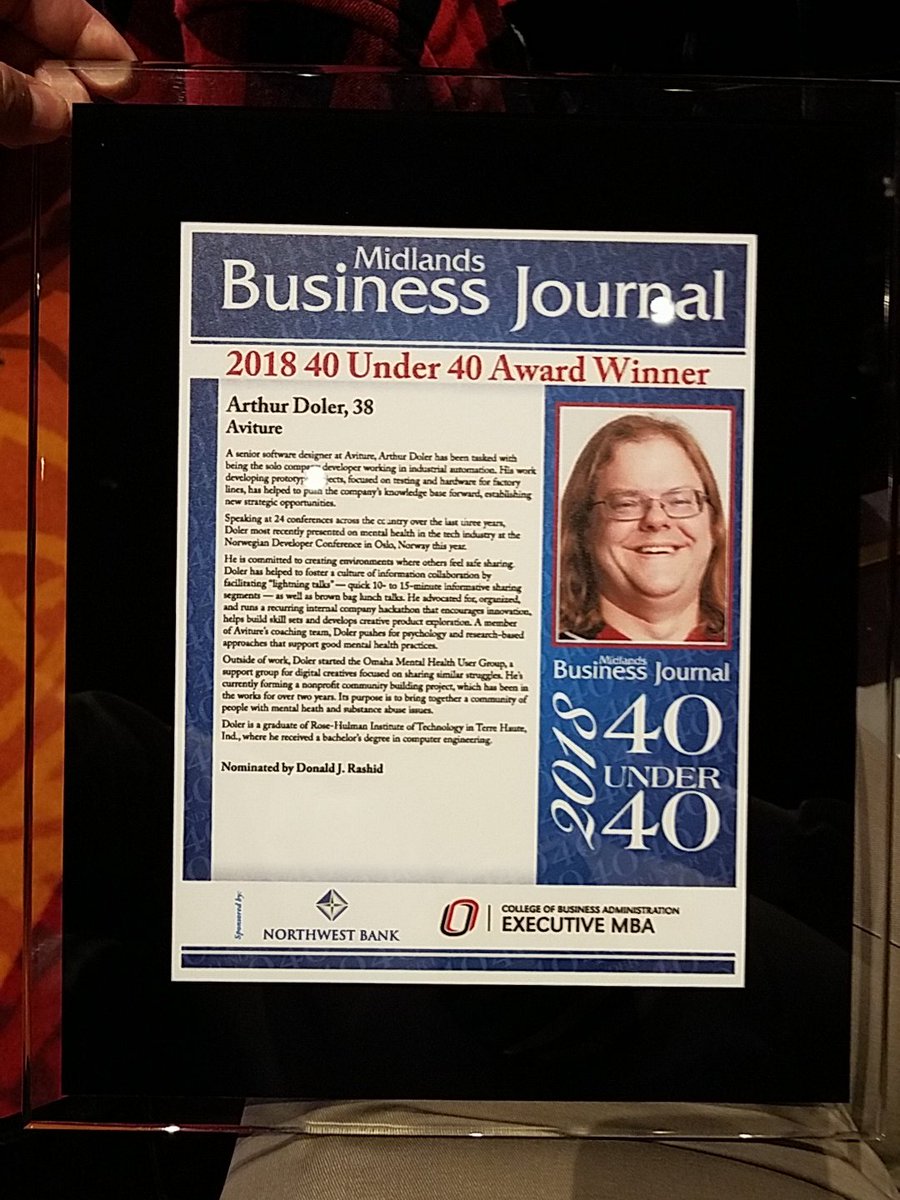 Midlands
Business Journal
2018 40 Under 40 Award Winner
Arthur Doler, 38
Aviture
A senior software designer at Aviture, Arthur Doler has been tasked with
being the solo developer working in industrial automation. His work
developing focused on testing and hardware for factory
lines, has helped to push the company's knowledge base forward, establishing
new strategic opportunities.
Speaking at 24 conferences across the country over the last three years,
Doler most recently presented on mental health in the tech industry at the
Norwegian Developer Conference in Oslo, Norway this year.
He is committed to creating environments where others feel safe sharing.
Doler has helped to foster a culture of information collaboration by
facilitating "lightning talks" — quick 10- to 15-minute informative sharing
segments — as well as brown bag lunch talks. He advocated for, organized,
and runs a recurring internal company hackathon that encourages innovation,
helps build skill sets and develops creative product exploration. A member
of Aviture's coaching team, Doler pushes for psychology and research-based
approaches that support good mental health practices.
Outside of work, Doler started the Omaha Mental Health User Group, a
support group for digital creatives focused on sharing similar struggles. He's
currently forming a nonprofit community building project, which has been in
the works for over two years. Its purpose is to bring together a community of
people with mental heath and substance abuse issues.
Doler is a graduate of Rose-Hulman Institute of Technology in Terre Haute,
Ind., where he received a bachelor's degree in computer engineering.
Nominated by Donald J. Rashid
Midlands
Business Journal
2018
40
UNDER
40
Sponsored by:
NORTHWEST BANK
COLLEGE OF BUSINESS ADMINISTRATION
EXECUTIVE MBA